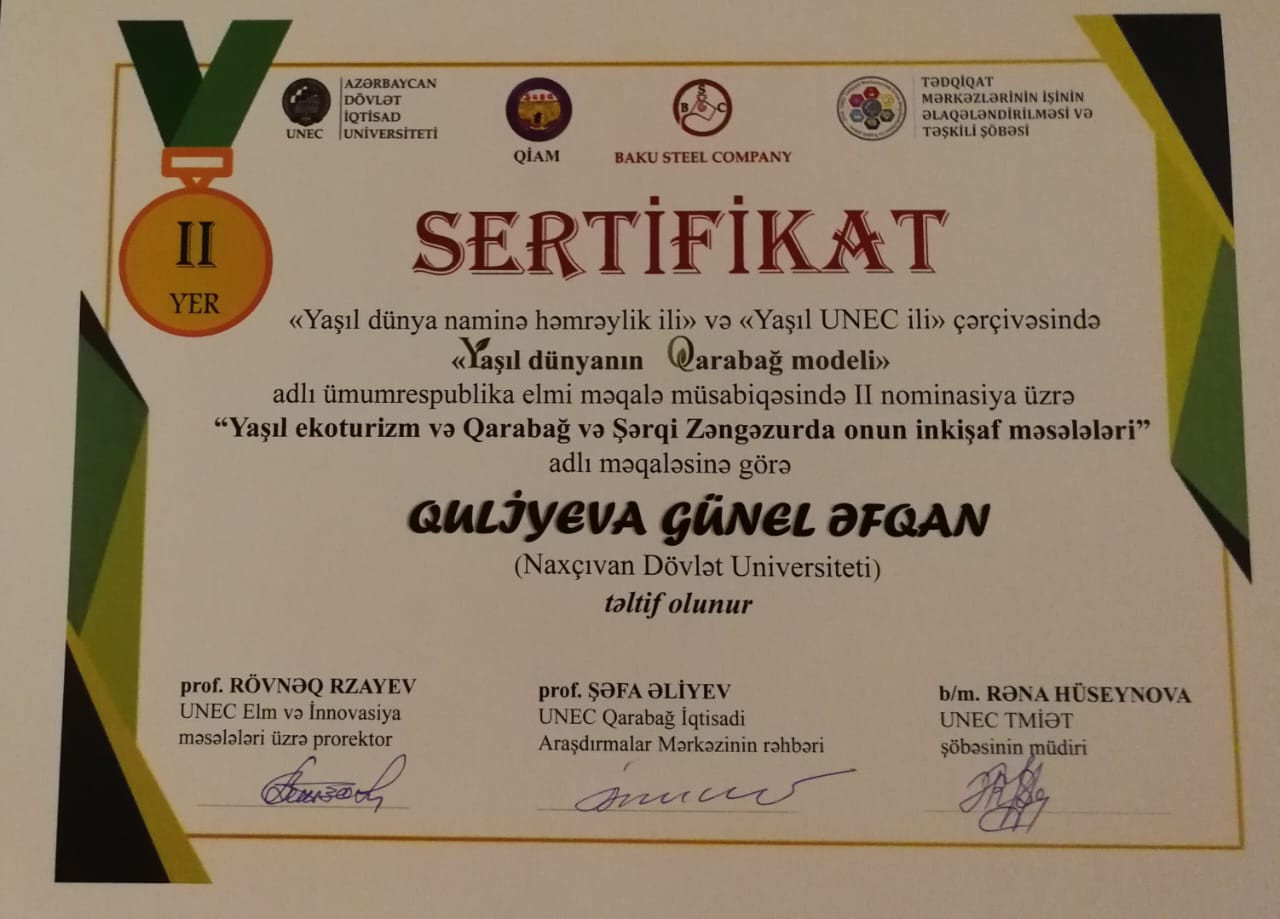 AZƏRBAYCAN
DÖVLƏT
İQTİSAD
UNIVERSİTETİ
UNEC
QİAM
B S C
BAKU STEEL COMPANY
TƏDQİQAT
MƏRKƏZLƏRİNİN İŞİNİN
ƏLAQƏLƏNDİRİLMƏSİ VƏ
TƏŞKİLİ ŞÖBƏSİ
II
YER
SERTİFİKAT
«Yaşıl dünya naminə həmrəylik ili» və «Yaşıl UNEC ili» çərçivəsində
«Yaşıl dünyanın Qarabağ modeli»
adlı ümumrespublika elmi məqalə müsabiqəsində II nominasiya üzrə
“Yaşıl ekoturizm və Qarabağ və Şərqi Zəngəzurda onun inkişaf məsələləri”
adlı məqaləsinə görə
QULİYEVA GÜNEL ƏFQAN
(Naxçıvan Dövlət Universiteti)
təltif olunur
prof. RÖVNƏQ RZAYEV
UNEC Elm və İnnovasiya
məsələləri üzrə prorektor
prof. ŞƏFA ƏLİYEV
UNEC Qarabağ İqtisadi
Araşdırmalar Mərkəzinin rəhbəri
b/m. RƏNA HÜSEYNOVA
UNEC TMİƏT
şöbəsinin müdiri